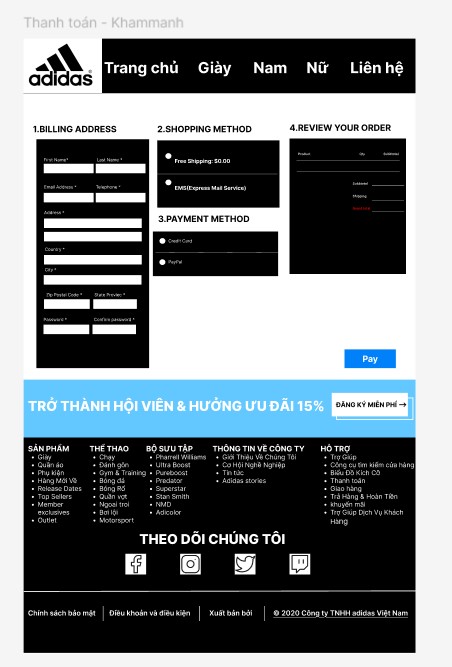 Thanh toán - Khammanh
adidas
Trang chủ Giày Nam Nữ Liên hệ
1.BILLING ADDRESS
First Name* Last Name *
Email Address * Telephone *
Address *
Country *
City *
Zip Postal Code * State Proviec *
Password * Confirm password *
2.SHOPPING METHOD
Free Shipping: $0.00
EMS(Express Mail Service)
3.PAYMENT METHOD
Credit Card
PayPal
4.REVIEW YOUR ORDER
Product Qty Subtotal
Subtotal
Shipping
Pay
TRỞ THÀNH HỘI VIÊN & HƯỞNG ƯU ĐÃI 15%
ĐĂNG KÝ MIỄN PHÍ →
SẢN PHẨM
Giày
Quần áo
Phụ kiện
Hàng Mới Về
Release Dates
Top Sellers
Member
exclusives
Outlet
THỂ THAO
Chạy
Đánh gôn
Gym & Training
Bóng đá
Bóng Rổ
Quần vợt
Ngoài trời
Bơi lội
Motorsport
BỘ SƯU TẬP
Pharrell Williams
Ultra Boost
Pureboost
Predator
Superstar
Stan Smith
NMD
Adicolor
THÔNG TIN VỀ CÔNG TY
Giới Thiệu Về Chúng Tôi
Cơ Hội Nghề Nghiệp
Tin tức
Adidas stories
HỖ TRỢ
Trợ Giúp
Công cụ tìm kiếm cửa hàng
Biểu Đồ Kích Cỡ
Thanh toán
Giao hàng
Trả Hàng & Hoàn Tiền
khuyến mãi
Trợ Giúp Dịch Vụ Khách
Hàng
THEO DÕI CHÚNG TÔI
Chính sách bảo mật Điều khoản và điều kiện Xuất bản bởi © 2020 Công ty TNHH adidas Việt Nam